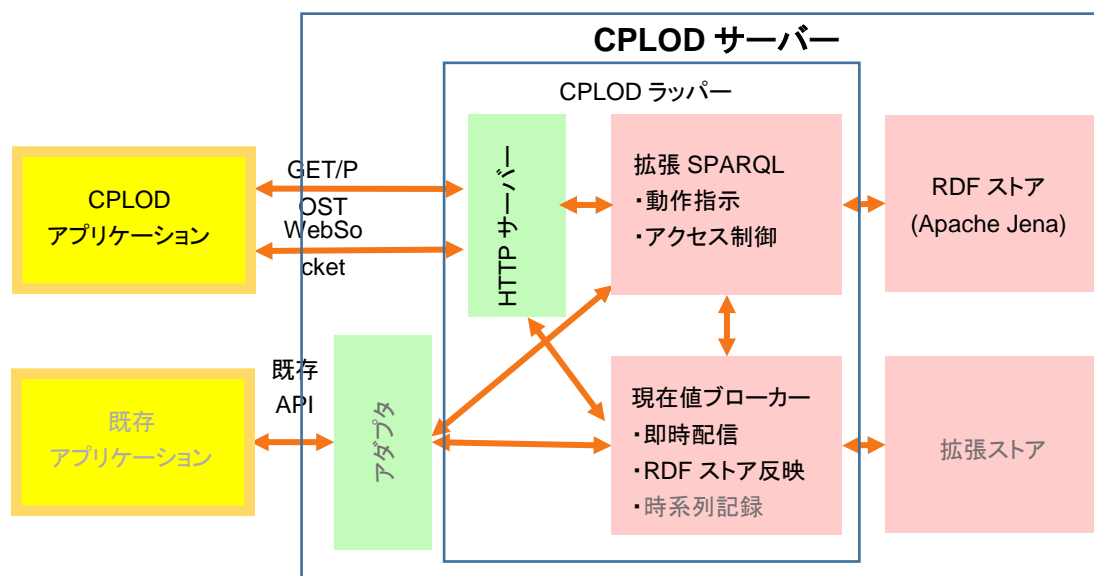 CPLOD サーバー
CPLOD ラッパー
CPLOD
アプリケーション
GET/P
OST
WebSo
cket
HTTP サーバー
拡張 SPARQL
・動作指示
・アクセス制御
RDF ストア
(Apache Jena)
既存
アプリケーション
既存
API
アダプタ
現在値ブローカー
・即時配信
・RDF ストア反映
・時系列記録
拡張ストア